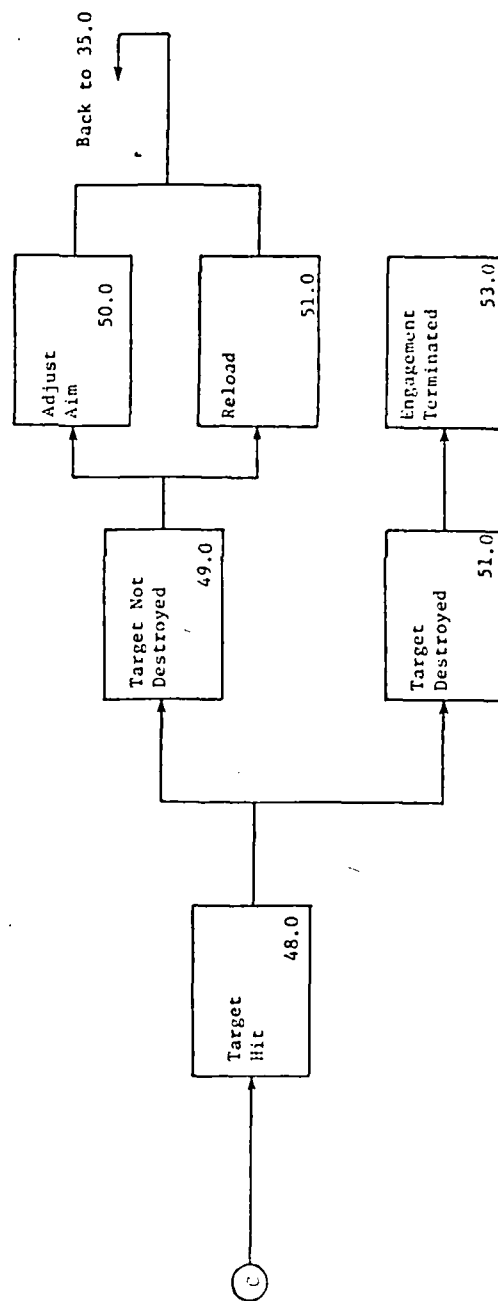 C
Target
Hit
48.0
Target Not
Destroyed
49.0
Adjust
Aim
50.0
Reload
51.0
Back to 35.0
Target
Destroyed
51.0
Engagement
Terminated
53.0